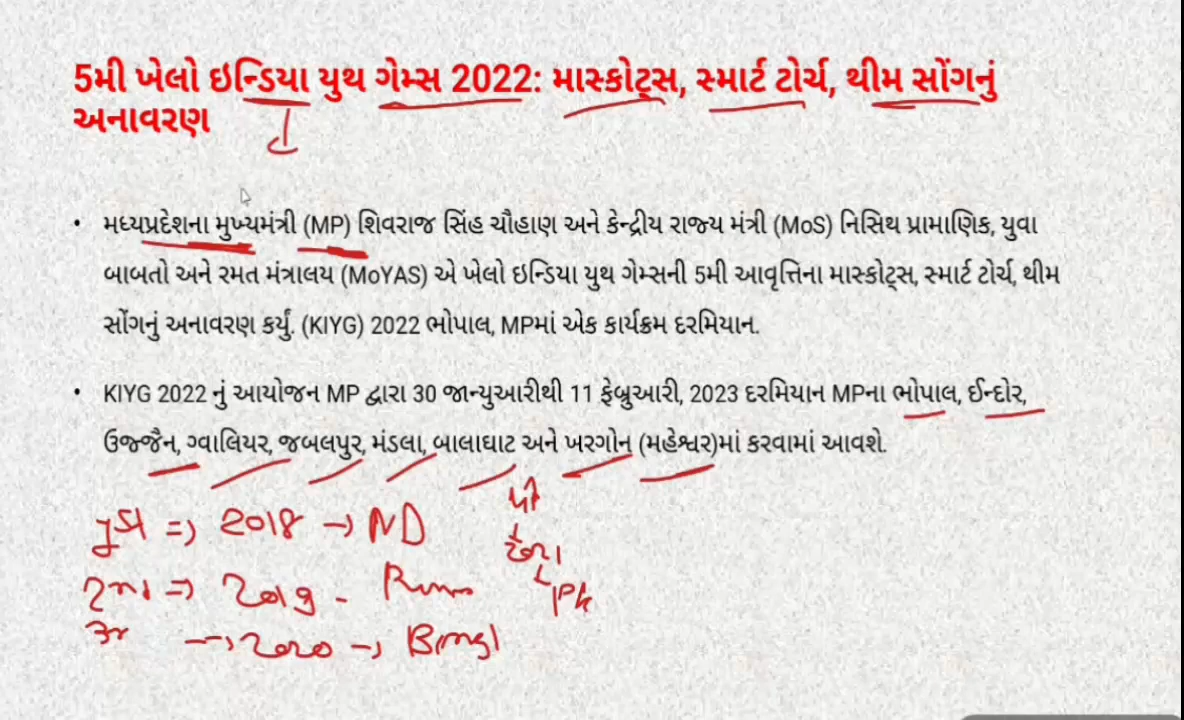 5મી ખેલો ઇન્ડિયા યુથ ગેમ્સ 2022: માસ્કોટ્સ, સ્માર્ટ ટોર્ચ, થીમ સોંગનું
અનાવરણ
• મધ્યપ્રદેશના મુખ્યમંત્રી (MP) શિવરાજ સિંહ ચૌહાણ અને કેન્દ્રીય રાજ્ય મંત્રી (MoS) નિસિથ પ્રામાણિક, યુવા
બાબતો અને રમત મંત્રાલય (MoYAS) એ ખેલો ઇન્ડિયા યુથ ગેમ્સની 5મી આવૃત્તિના માસ્કોટ્સ, સ્માર્ટ ટોર્ચ, થીમ
સોંગનું અનાવરણ કર્યું. (KIYG) 2022 ભોપાલ, MPમાં એક કાર્યક્રમ દરમિયાન.
• KIYG 2022 નું આયોજન MP દ્વારા 30 જાન્યુઆરીથી 11 ફેબ્રુઆરી, 2023 દરમિયાન MPના ભોપાલ, ઈન્દોર,
ઉજ્જૈન, ગ્વાલિયર, જબલપુર, મંડલા, બાલાઘાટ અને ખરગોન (મહેશ્વર)માં કરવામાં આવશે.
=> 2018 -> ND
=> 2019 -
-> 2020 ->